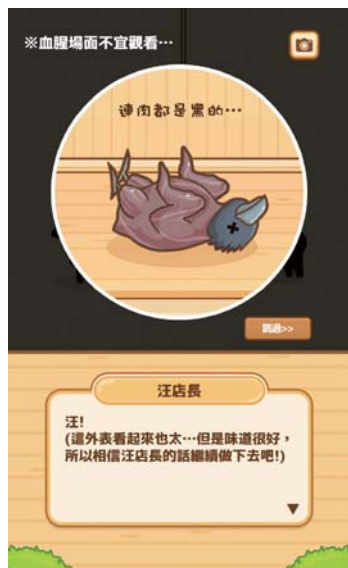 ※血腥場面不宜觀看…
連肉都是黑的…
跳過>>
汪店長
汪!
(這外表看起來也太…但是味道很好，
所以相信汪店長的話繼續做下去吧!)